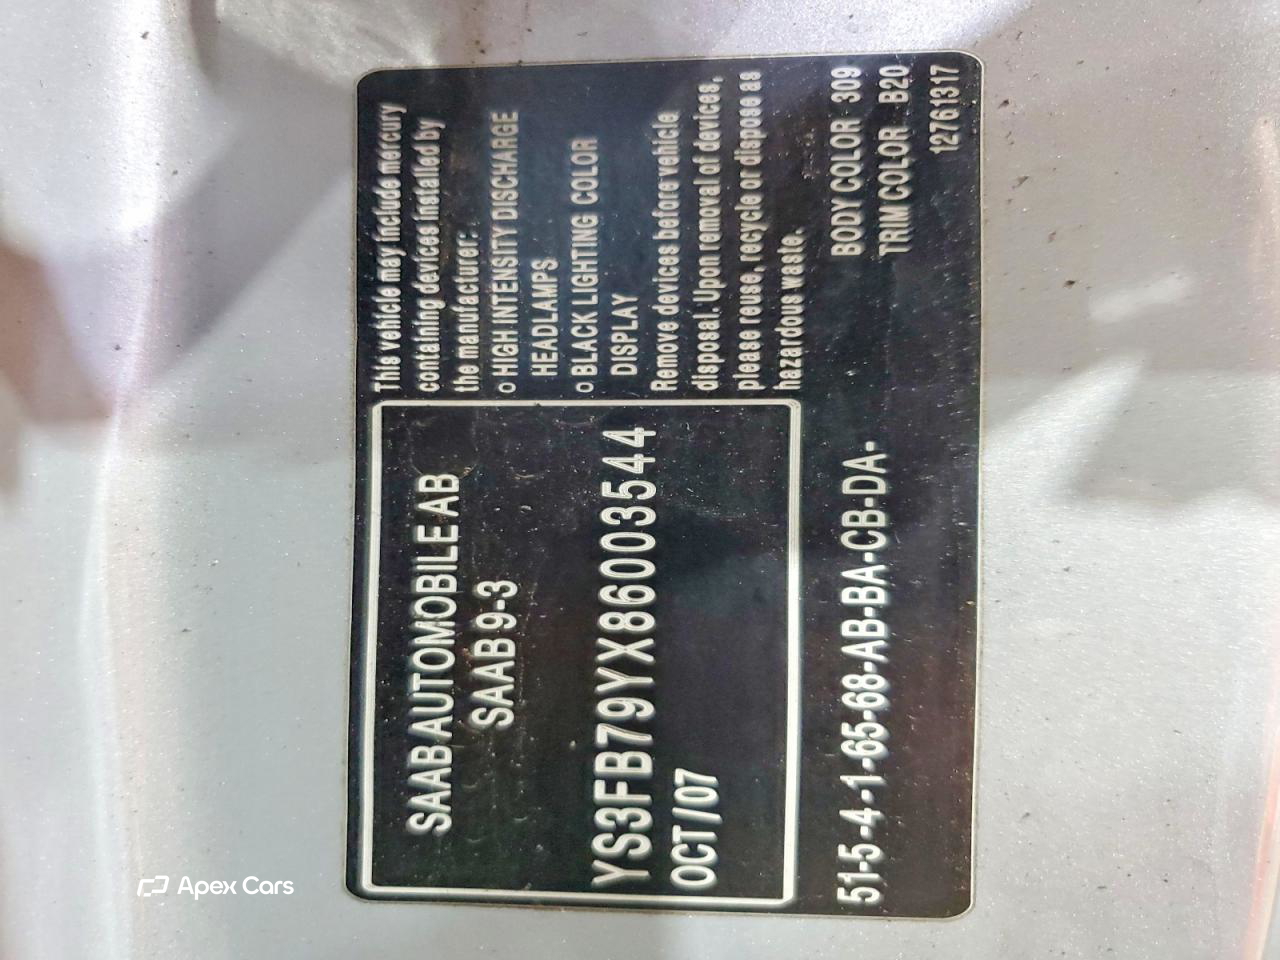 SAAB AUTOMOBILE AB
SAAB 9-3
YS3FB79YX86003544
OCT/07
This vehicle may include mercury
containing devices installed by
the manufacturer:
o HIGH INTENSITY DISCHARGE
HEADLAMPS
o BLACK LIGHTING COLOR
DISPLAY
Remove devices before vehicle
disposal. Upon removal of devices,
please reuse, recycle or dispose as
hazardous waste.
51-5-4-1-65-68-AB-BA-CB-DA-
BODY COLOR 309
TRIM COLOR B20
12761317
Apex Cars